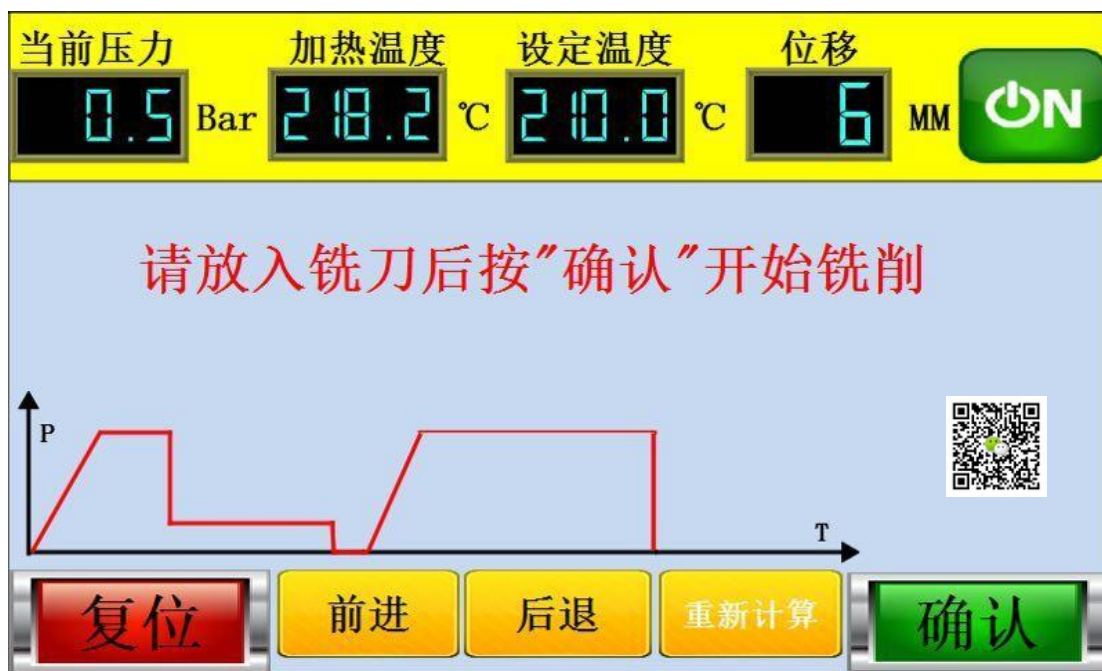 当前压力 加热温度 设定温度 位移
0.5 Bar 218.2 ℃ 210.0 ℃ 6 MM ON
请放入铣刀后按"确认"开始铣削
P
T
复位 前进 后退 重新计算 确认